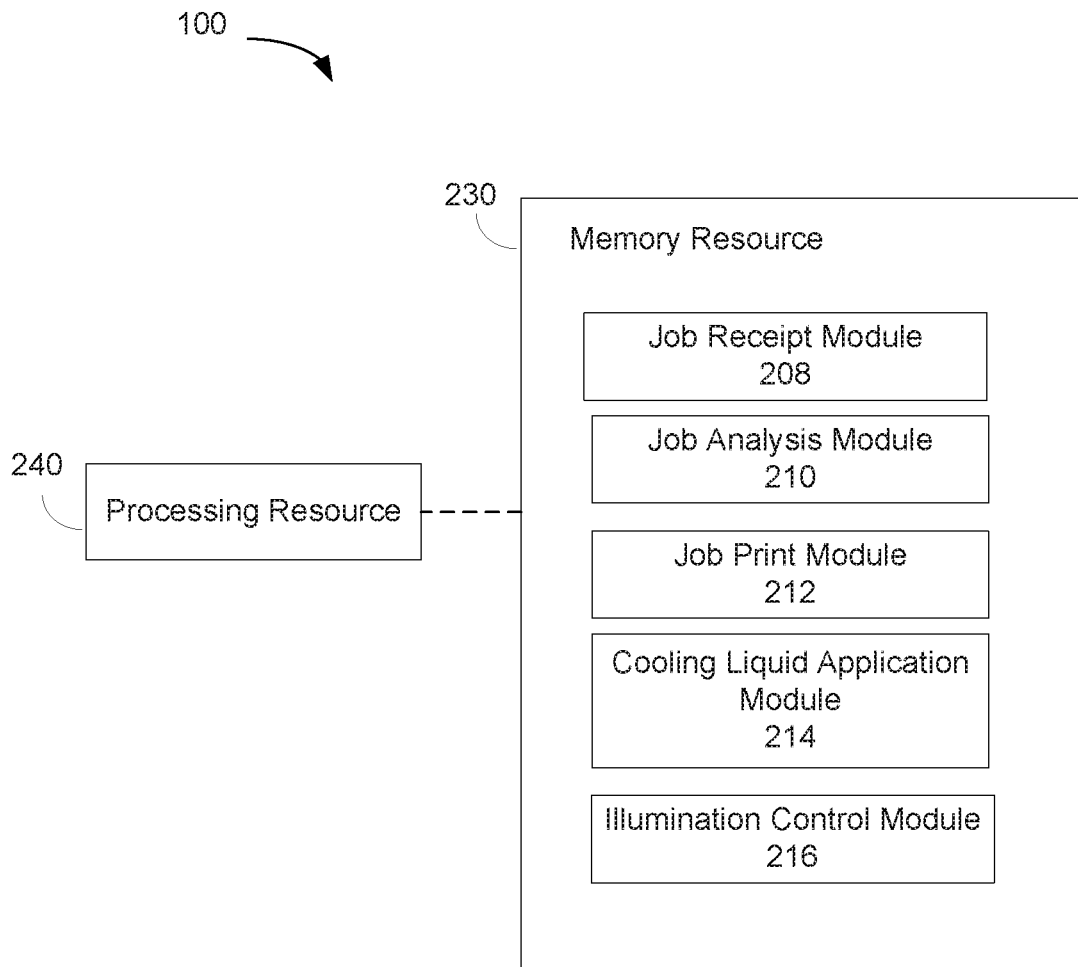 100
230
Memory Resource
Job Receipt Module
208
Job Analysis Module
210
240
Processing Resource
Job Print Module
212
Cooling Liquid Application
Module
214
Illumination Control Module
216